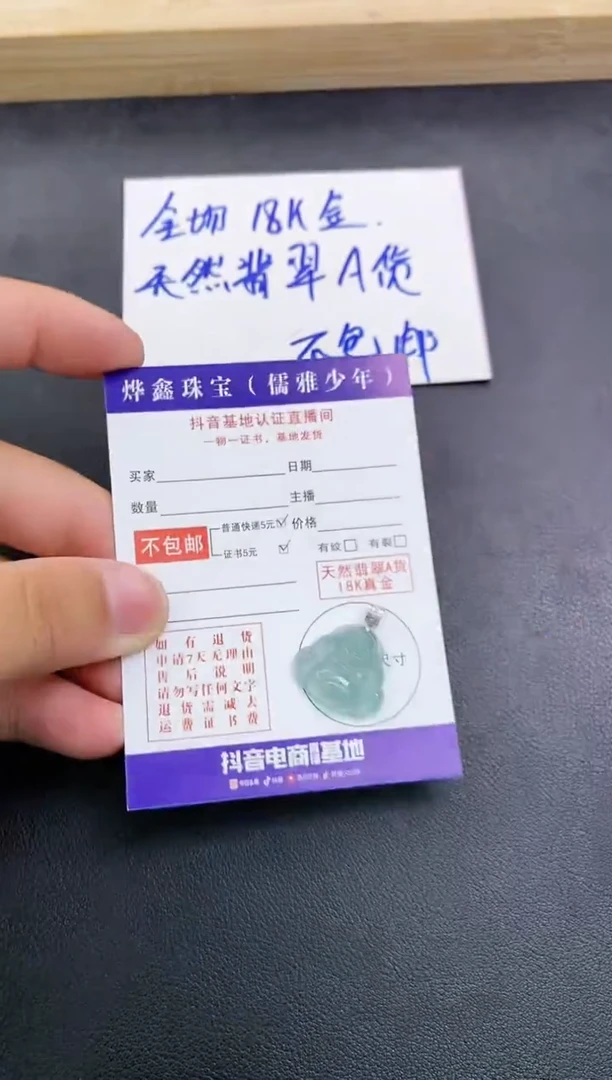 全场 18K金.
天然翡翠A货
不包邮
烨鑫珠宝（儒雅少年）
抖音基地认证直播间
一物一证书，基地发货
买家
日期
数量
主播
不包邮
普通快递5元
价格
证书5元
有纹
有裂
天然翡翠A货
18K真金
如有退货
申请7天无理由
售后说明
请勿写任何文字
退货需减去
运费证书费
尺寸
抖音电商
基地